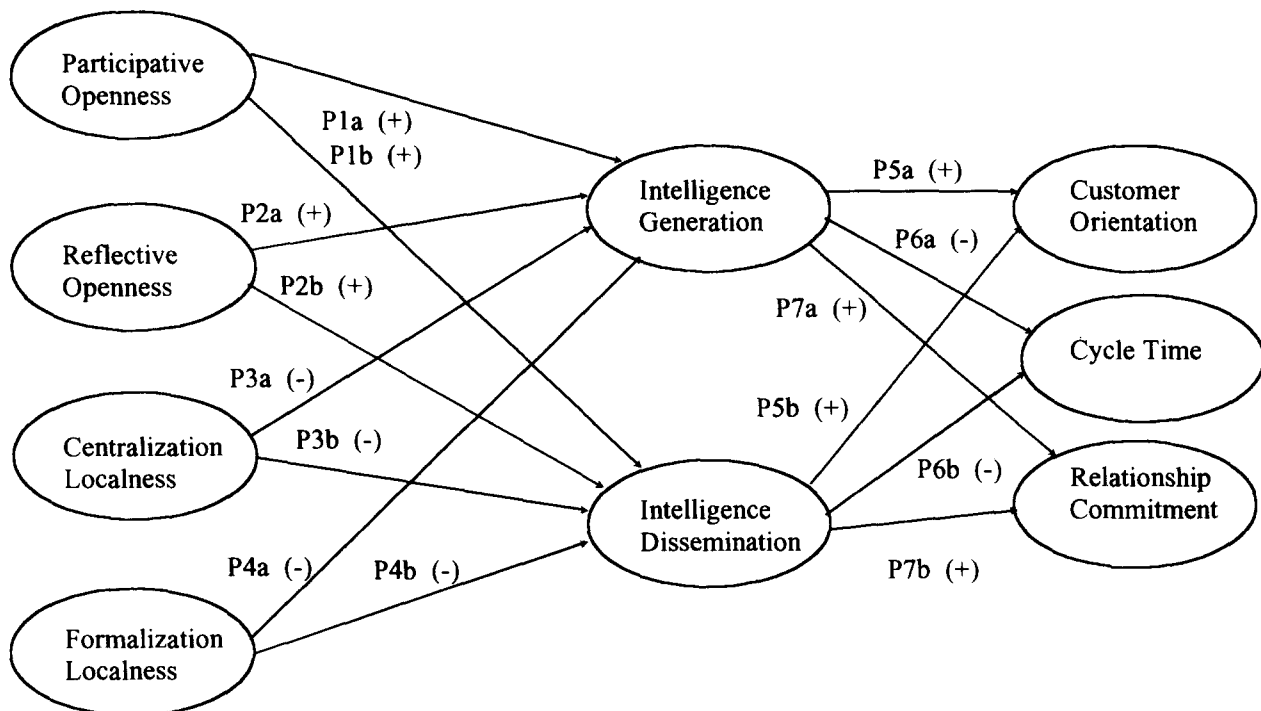 Participative
Openness
P1a (+)
P1b (+)
Intelligence
Generation
P5a (+)
Customer
Orientation
P2a (+)
P6a (-)
Reflective
Openness
P2b (+)
P7a (+)
Cycle Time
P3a (-)
P5b (+)
P3b (-)
Centralization
Localness
P6b (-)
Relationship
Commitment
Intelligence
Dissemination
P4a (-)
P4b (-)
P7b (+)
Formalization
Localness